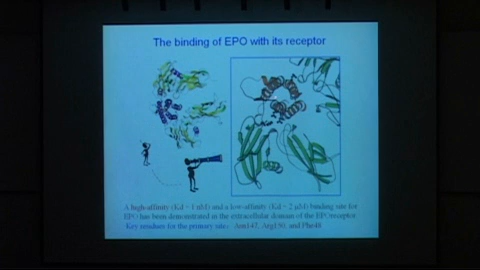 The binding of EPO with its receptor
A high-affinity (Kd ~ 1 nM) and a low-affinity (Kd ~ 2 μM) binding site for
EPO has been demonstrated in the extracellular domain of the EPO receptor
Key residues for the primary site: Asn147, Arg150, and Phe48